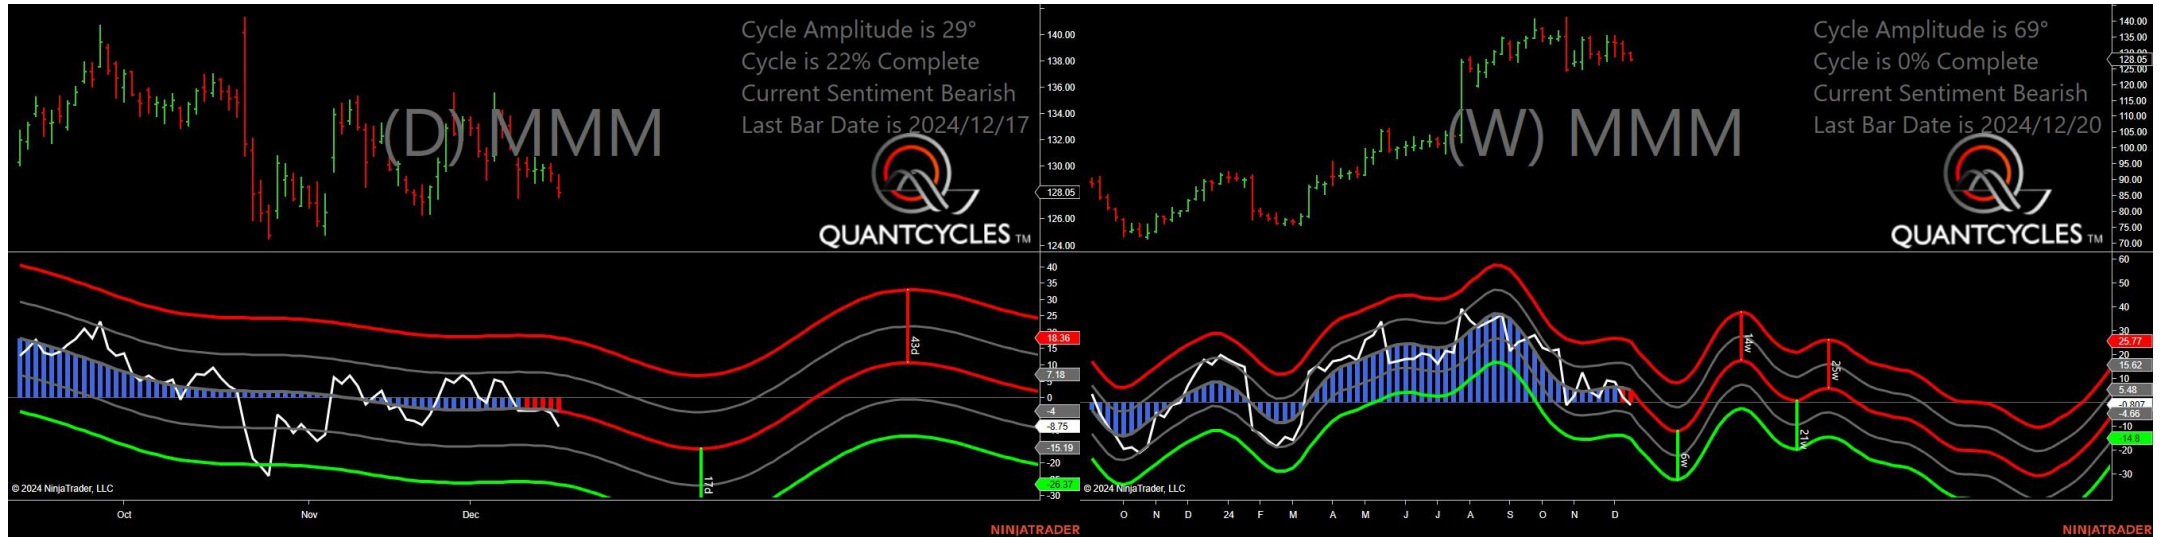 Cycle Amplitude is 29°
Cycle is 22% Complete
Current Sentiment Bearish
Last Bar Date is 2024/12/17
(D) MMM
QUANTCYCLES TM
140.00
138.00
136.00
134.00
132.00
130.00
128.05
126.00
124.00
40
35
30
25
18.36
15
10
7.18
5
0
-4
-8.75
-15.19
-20
-26.37
-30
43d
17d
© 2024 NinjaTrader, LLC
Oct Nov Dec
NINJATRADER
Cycle Amplitude is 69°
Cycle is 0% Complete
Current Sentiment Bearish
Last Bar Date is 2024/12/20
(W) MMM
QUANTCYCLES TM
140.00
135.00
128.05
125.00
120.00
115.00
110.00
105.00
100.00
95.00
90.00
85.00
80.00
75.00
70.00
60
50
40
30
25.77
20
15.62
10
5.48
-0.807
-4.66
-10
-14.8
-20
-30
14w
25w
6w
21w
© 2024 NinjaTrader, LLC
O N D 24 F M A M J J A S O N D
NINJATRADER